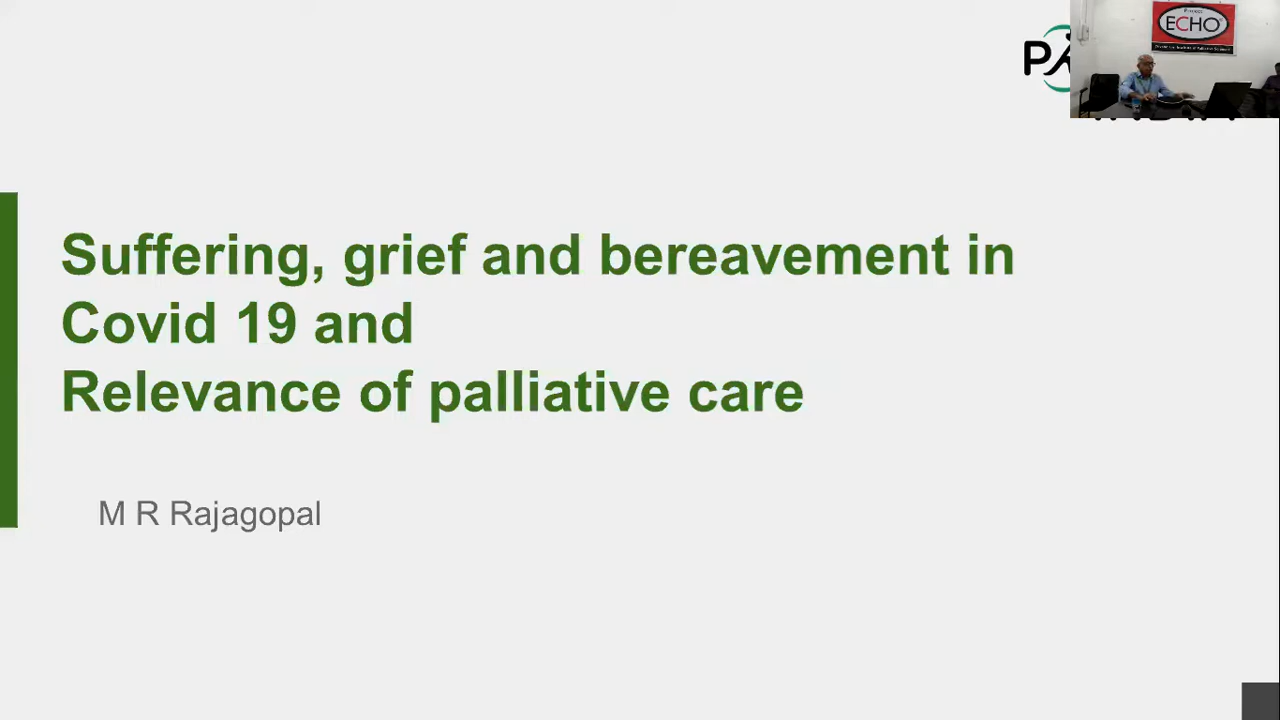 ECHO
Suffering, grief and bereavement in
Covid 19 and
Relevance of palliative care
M R Rajagopal